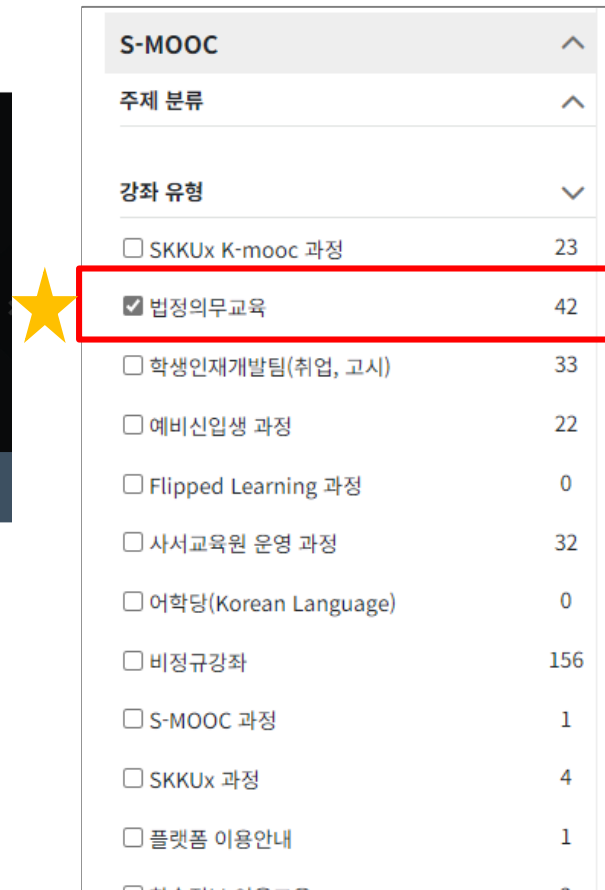 S-MOOC
주제 분류
강좌 유형
SKKUx K-mooc 과정 23
법정의무교육 42
학생인재개발팀(취업, 고시) 33
예비신입생 과정 22
Flipped Learning 과정 0
사서교육원 운영 과정 32
어학당(Korean Language) 0
비정규강좌 156
S-MOOC 과정 1
SKKUx 과정 4
플랫폼 이용안내 1